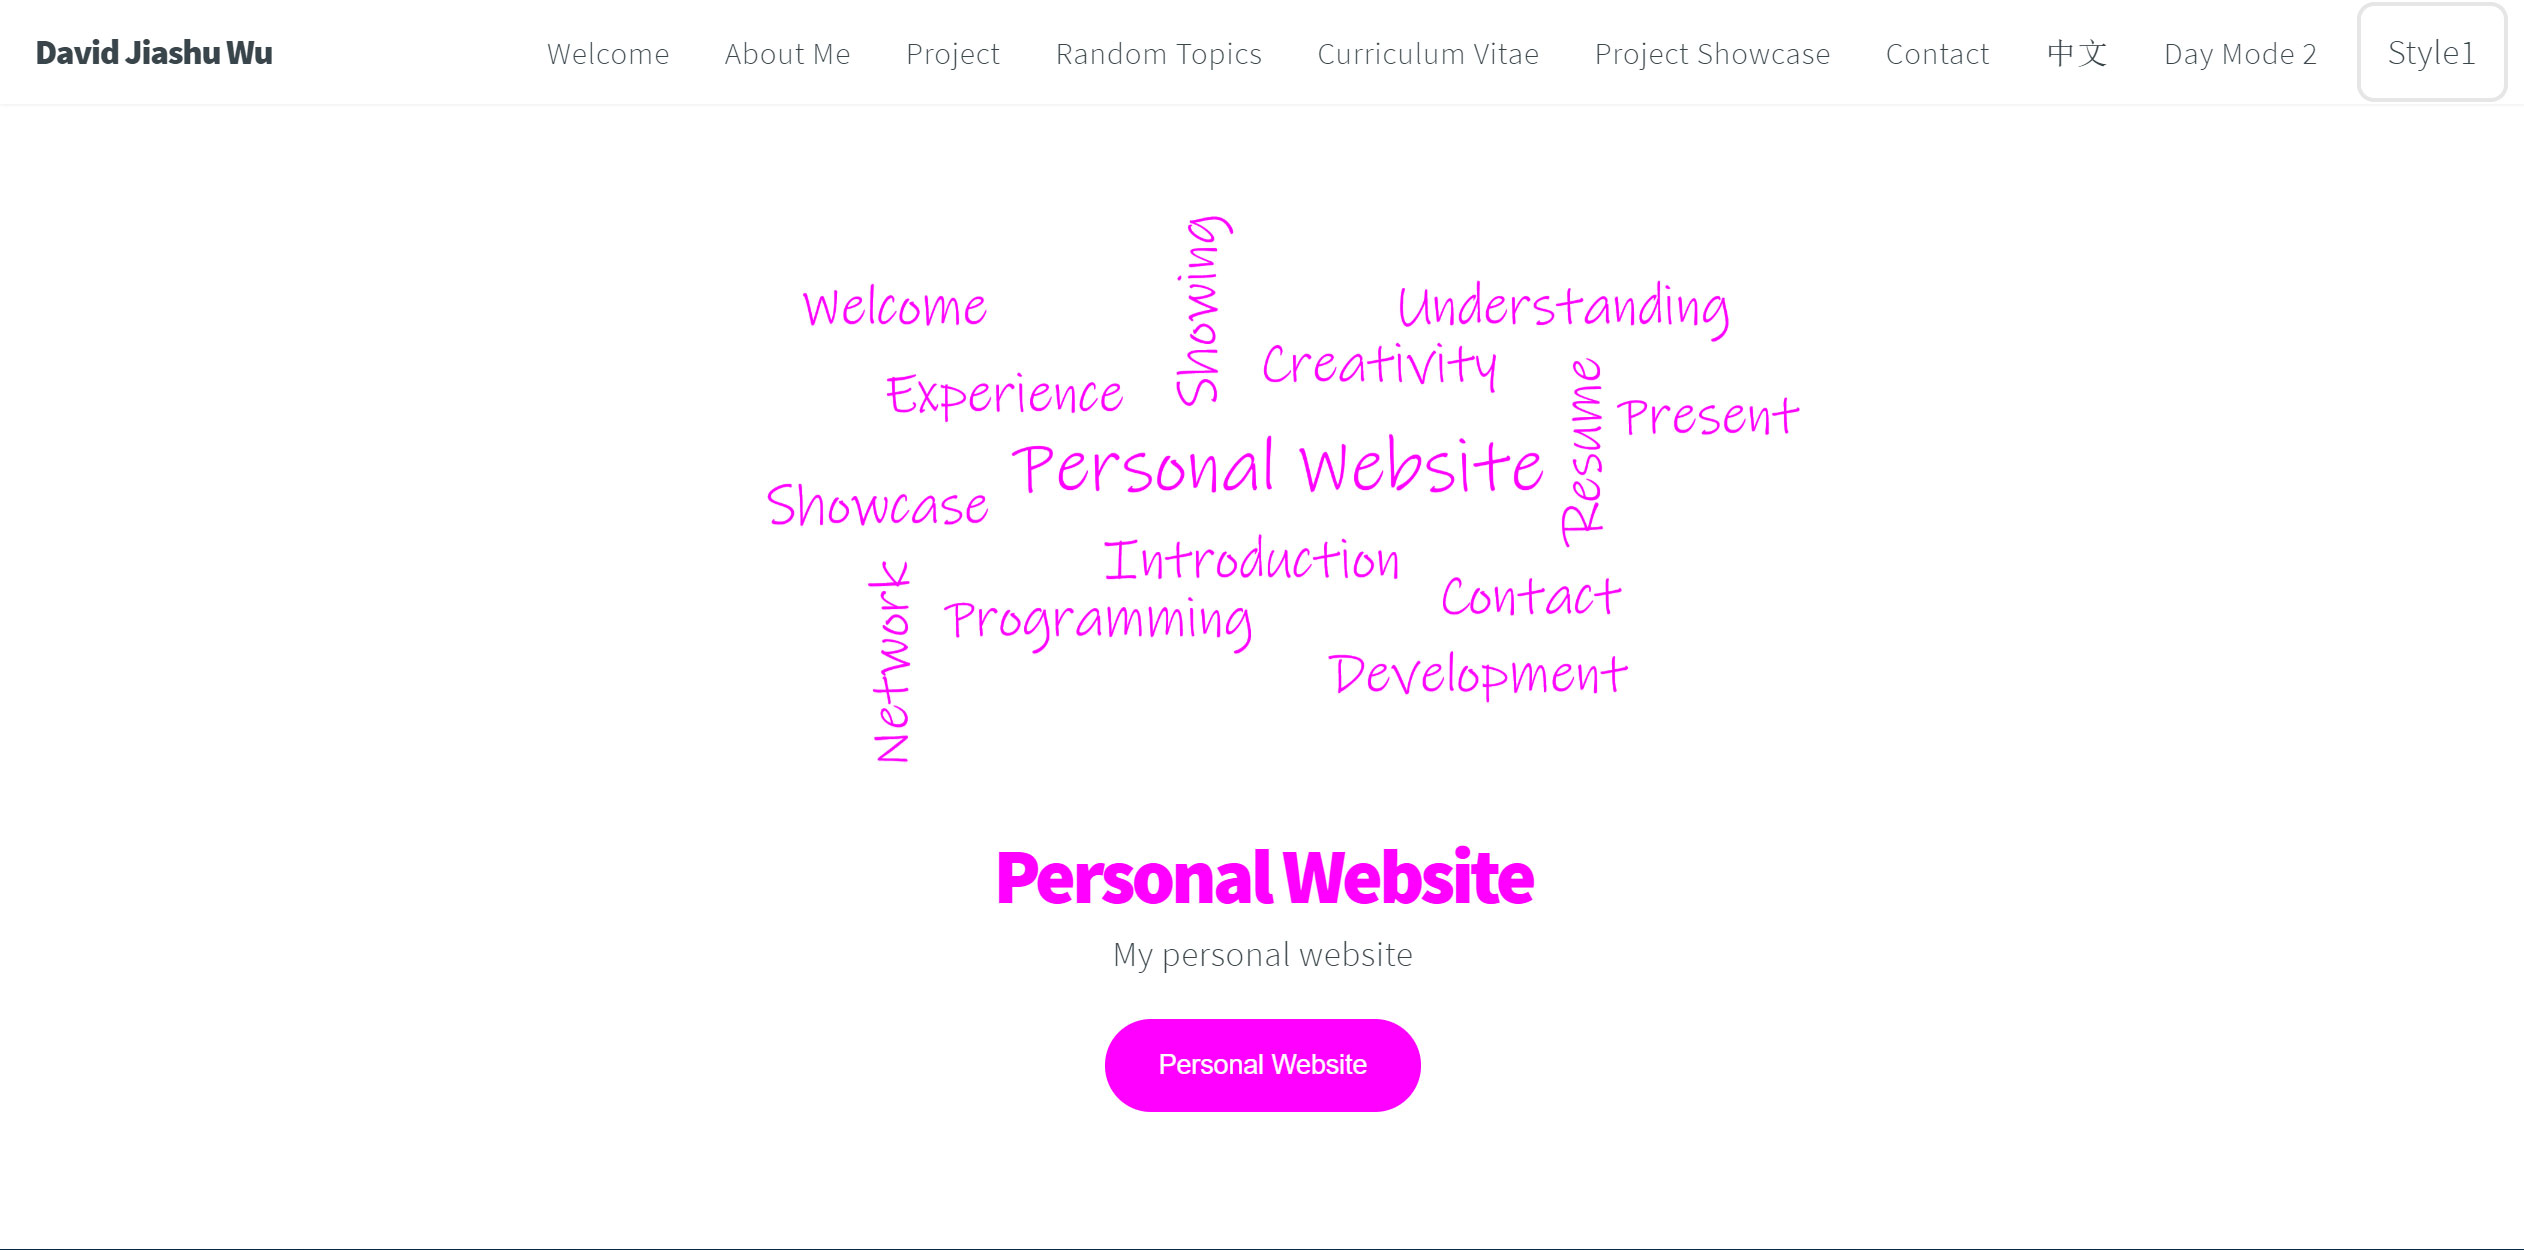 David Jiashu Wu
Welcome About Me Project Random Topics Curriculum Vitae Project Showcase Contact 中文 Day Mode 2 Style1
Showing
Welcome
Understanding
Creativity
Experience
Resume
Present
Personal Website
Showcase
Introduction
Network
Programming
Contact
Development
Personal Website
My personal website
Personal Website